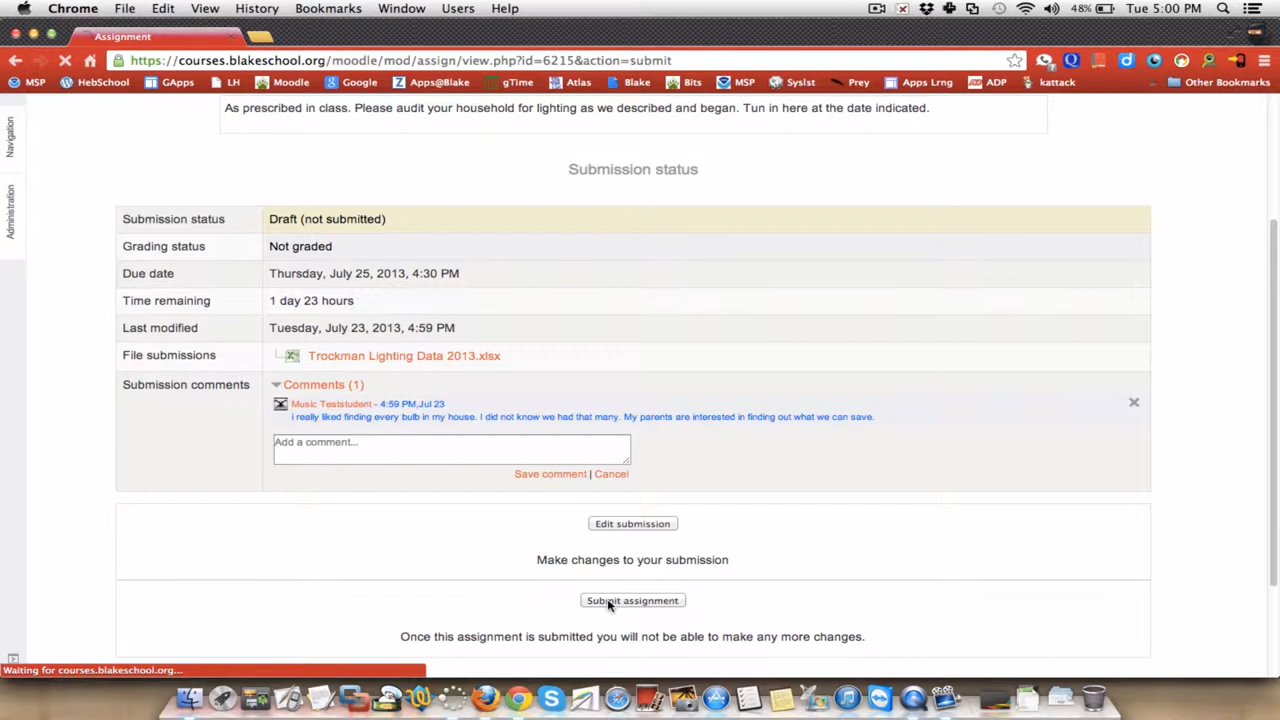 Chrome File Edit View History Bookmarks Window Users Help 48% Tue 5:00 PM
Assignment
https://courses.blakeschool.org/moodle/mod/assign/view.php?id=6215&action=submit
MSP HebSchool GApps LH Moodle Google Apps@Blake gTime Atlas Blake Bits MSP SysIst Prey Apps Lrng ADP kattack Other Bookmarks
Navigation
Administration
As prescribed in class. Please audit your household for lighting as we described and began. Tun in here at the date indicated.
Submission status
Submission status Draft (not submitted)
Grading status Not graded
Due date Thursday, July 25, 2013, 4:30 PM
Time remaining 1 day 23 hours
Last modified Tuesday, July 23, 2013, 4:59 PM
File submissions Trockman Lighting Data 2013.xlsx
Submission comments Comments (1)
Music Teststudent - 4:59 PM,Jul 23
i really liked finding every bulb in my house. I did not know we had that many. My parents are interested in finding out what we can save.
Add a comment...
Save comment | Cancel
Edit submission
Make changes to your submission
Submit assignment
Once this assignment is submitted you will not be able to make any more changes.
Waiting for courses.blakeschool.org...